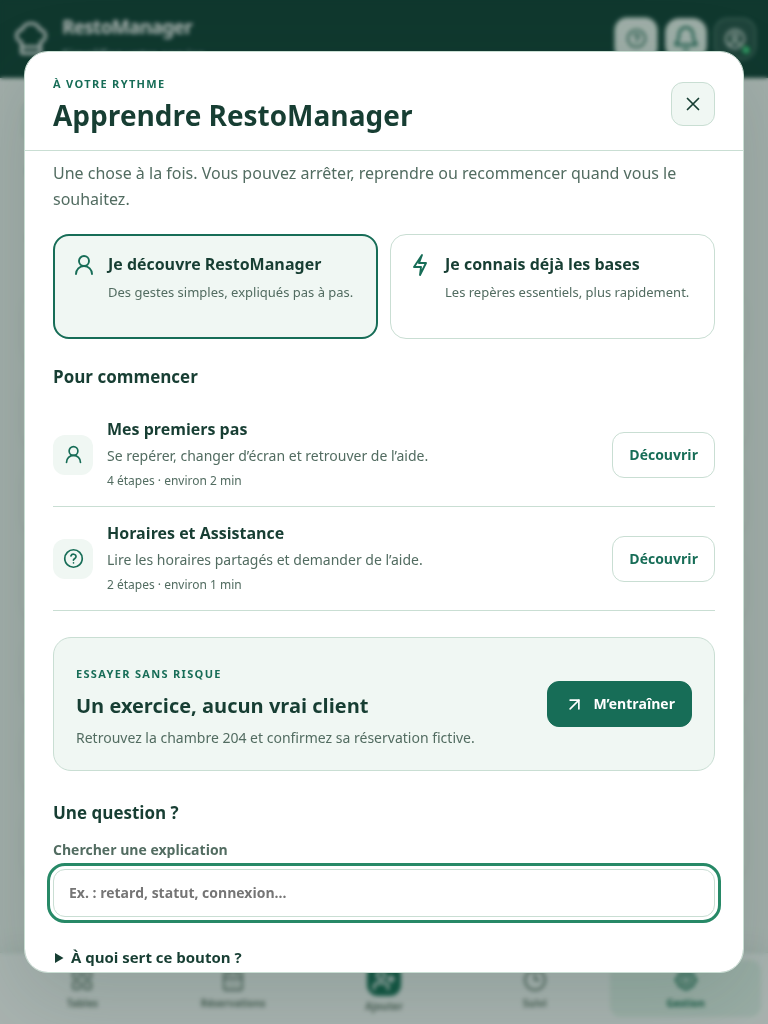 RestoManager
À VOTRE RYTHME
Apprendre RestoManager
Une chose à la fois. Vous pouvez arrêter, reprendre ou recommencer quand vous le
souhaitez.
Je découvre RestoManager
Des gestes simples, expliqués pas à pas.
Je connais déjà les bases
Les repères essentiels, plus rapidement.
Pour commencer
Mes premiers pas
Se repérer, changer d’écran et retrouver de l’aide.
4 étapes · environ 2 min
Découvrir
Horaires et Assistance
Lire les horaires partagés et demander de l’aide.
2 étapes · environ 1 min
Découvrir
ESSAYER SANS RISQUE
Un exercice, aucun vrai client
Retrouvez la chambre 204 et confirmez sa réservation fictive.
M’entraîner
Une question ?
Chercher une explication
Ex. : retard, statut, connexion…
À quoi sert ce bouton ?
Tables
Réservations
Ajouter
Suivi
Gestion